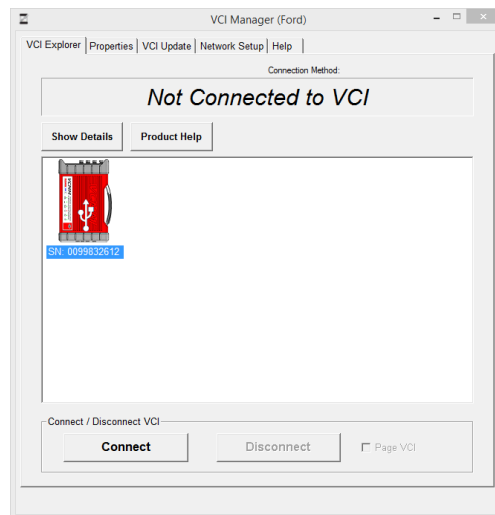 VCI Manager (Ford)
VCI Explorer Properties VCI Update Network Setup Help
Connection Method:
Not Connected to VCI
Show Details Product Help
SN: 0099832612
Connect / Disconnect VCI
Connect Disconnect Page VCI